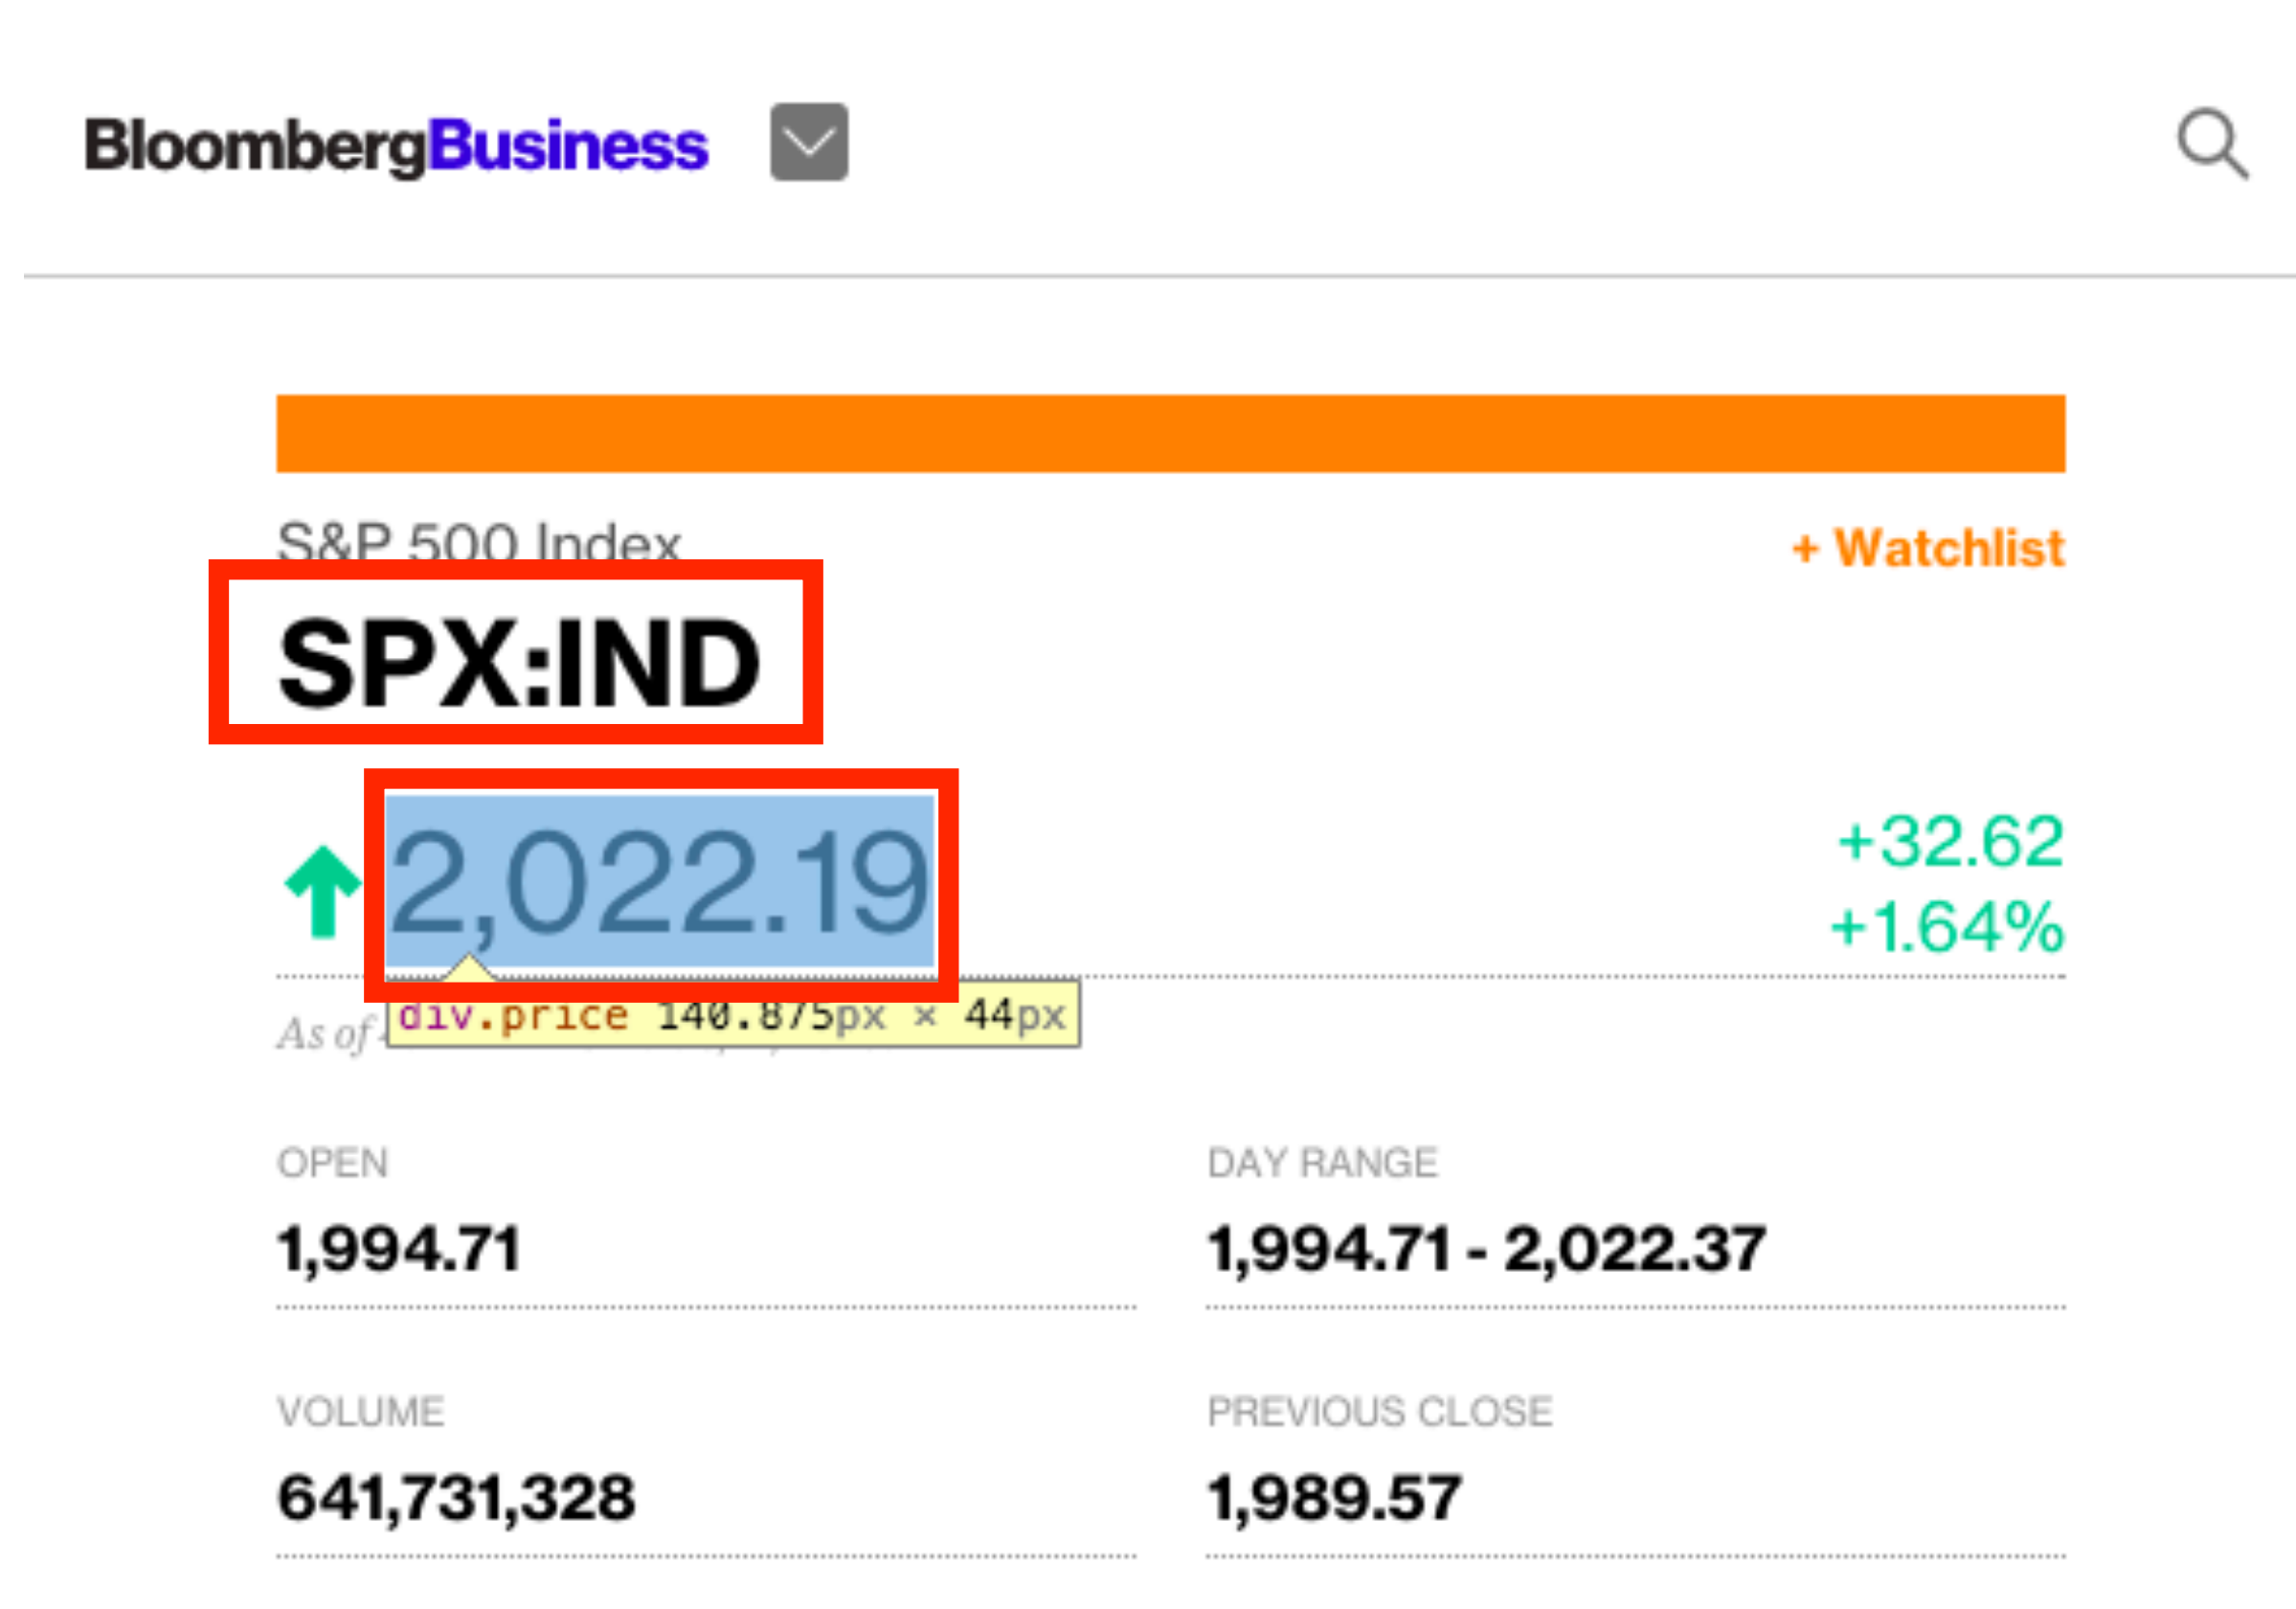 BloombergBusiness
S&P 500 Index
+ Watchlist
SPX:IND
2,022.19
+32.62
+1.64%
div.price 140.875px × 44px
As of
OPEN
1,994.71
DAY RANGE
1,994.71 - 2,022.37
VOLUME
641,731,328
PREVIOUS CLOSE
1,989.57